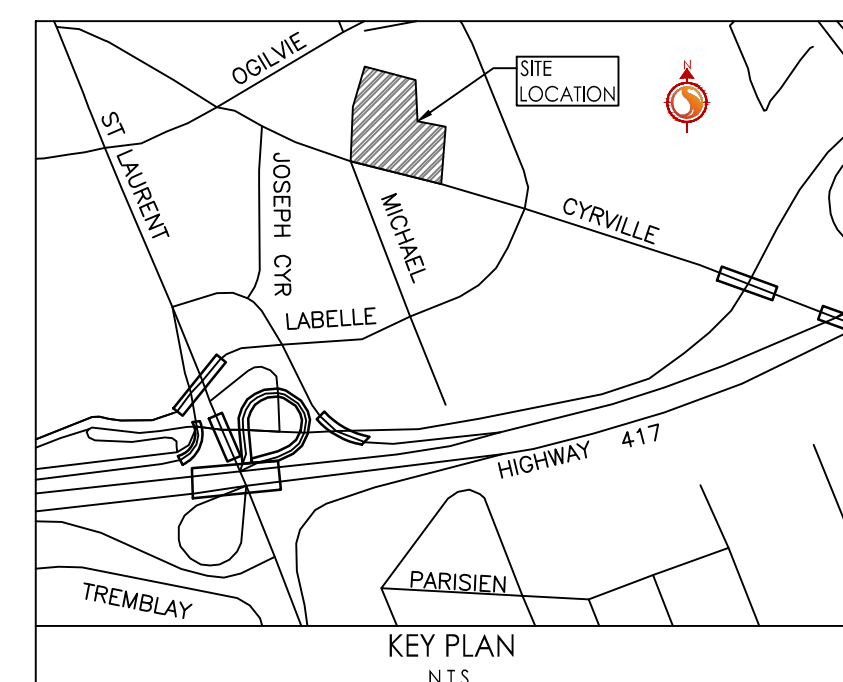 OGILVIE
SITE
LOCATION
N
ST LAURENT
JOSEPH CYR
MICHAEL
CYRVILLE
LABELLE
HIGHWAY 417
PARISIEN
TREMBLAY
KEY PLAN
N.T.S.